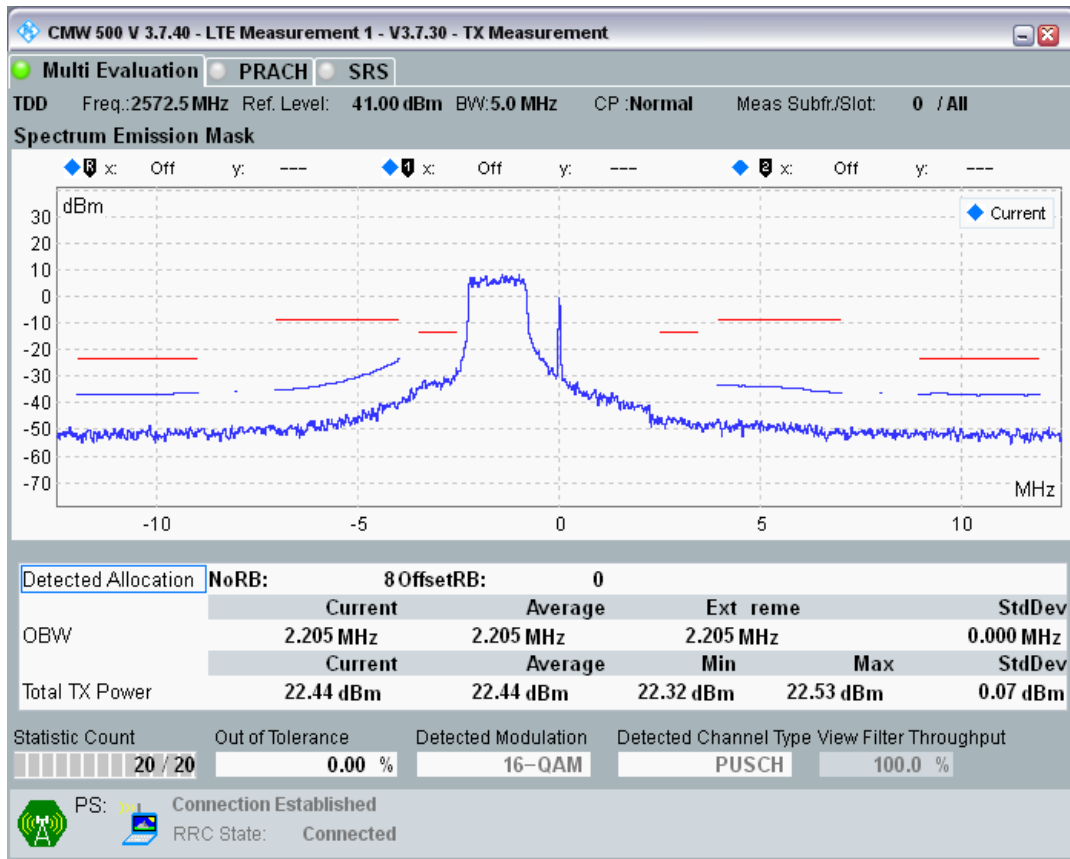 CMW 500 V 3.7.40 - LTE Measurement 1 - V3.7.30 - TX Measurement
Multi Evaluation PRACH SRS
TDD Freq.:2572.5 MHz Ref. Level: 41.00 dBm BW:5.0 MHz CP :Normal Meas Subfr./Slot: 0 / All
Spectrum Emission Mask
R x: Off y: --- 1 x: Off y: --- 2 x: Off y: ---
dBm
Current
30
20
10
0
-10
-20
-30
-40
-50
-60
-70
MHz
-10 -5 0 5 10
Detected Allocation NoRB: 8 OffsetRB: 0
Current Average Ext reme StdDev
OBW 2.205 MHz 2.205 MHz 2.205 MHz 0.000 MHz
Current Average Min Max StdDev
Total TX Power 22.44 dBm 22.44 dBm 22.32 dBm 22.53 dBm 0.07 dBm
Statistic Count Out of Tolerance Detected Modulation Detected Channel Type View Filter Throughput
20 / 20 0.00 % 16-QAM PUSCH 100.0 %
PS: Connection Established
RRC State: Connected